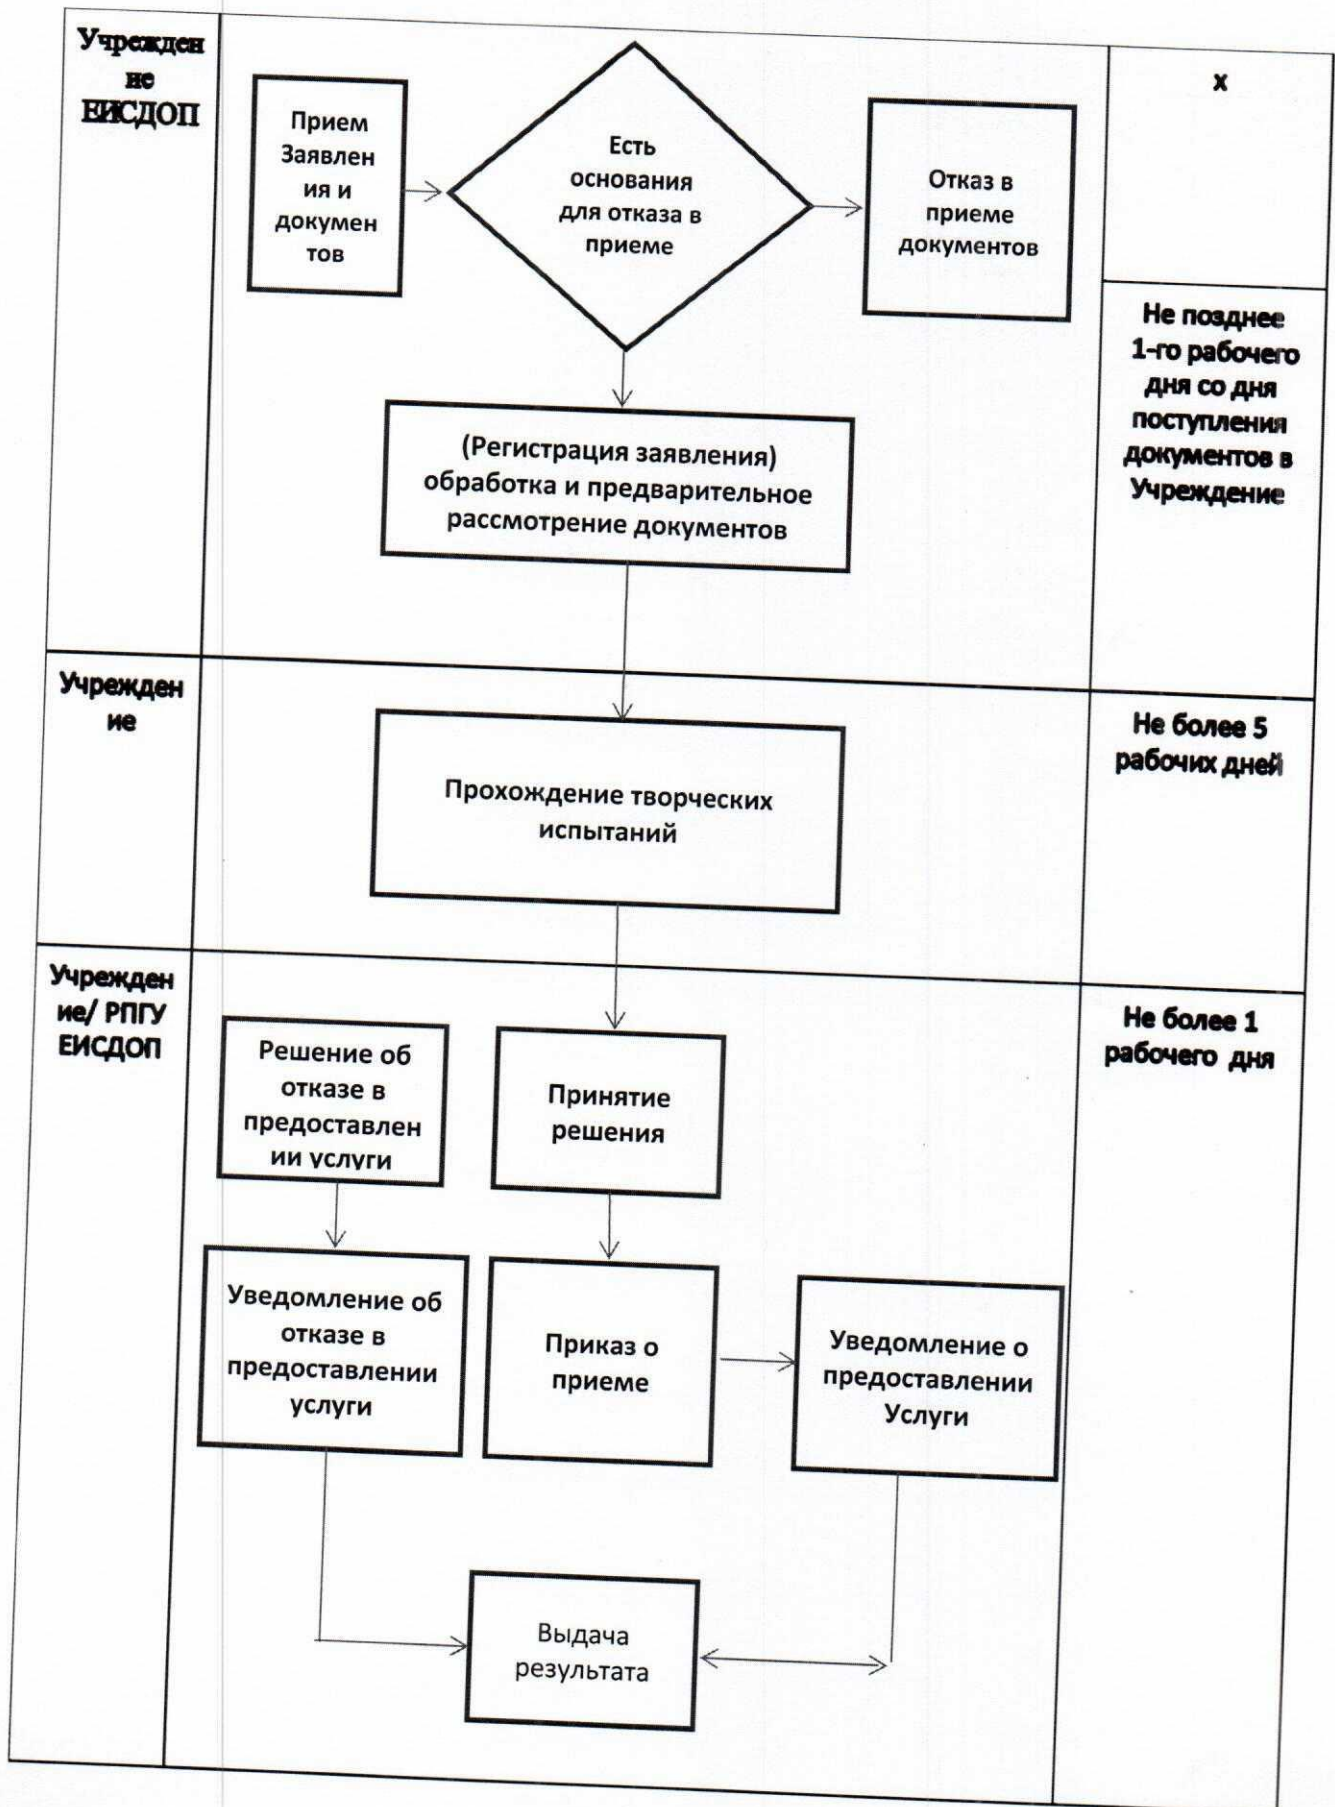 Учрежден
ие
ЕИСДОП
Прием
Заявлен
ия и
докумен
тов
Есть
основания
для отказа в
приеме
Отказ в
приеме
документов
х
Не позднее
1-го рабочего
дня со дня
поступления
документов в
Учреждение
(Регистрация заявления)
обработка и предварительное
рассмотрение документов
Учрежден
ие
Прохождение творческих
испытаний
Не более 5
рабочих дней
Учрежден
ие/ РПГУ
ЕИСДОП
Решение об
отказе в
предоставлен
ии услуги
Принятие
решения
Не более 1
рабочего дня
Уведомление об
отказе в
предоставлении
услуги
Приказ о
приеме
Уведомление о
предоставлении
Услуги
Выдача
результата